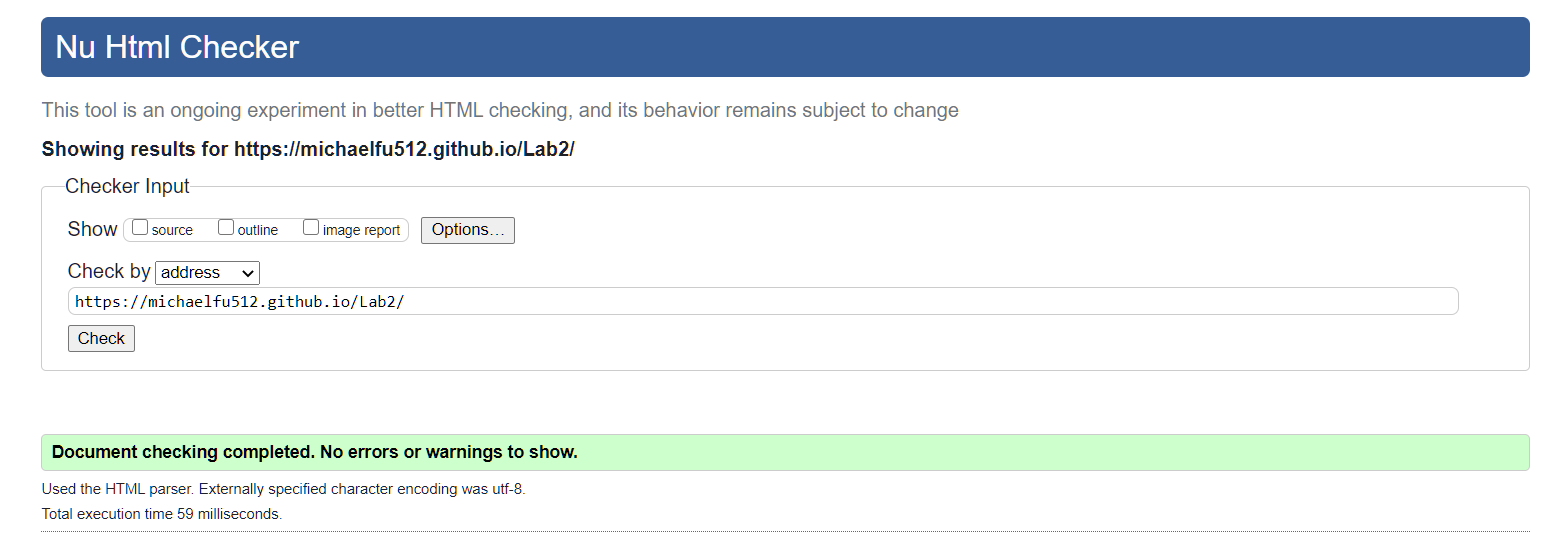 Nu Html Checker
This tool is an ongoing experiment in better HTML checking, and its behavior remains subject to change
Showing results for https://michaelfu512.github.io/Lab2/
Checker Input
Show source outline image report Options...
Check by address
https://michaelfu512.github.io/Lab2/
Check
Document checking completed. No errors or warnings to show.
Used the HTML parser. Externally specified character encoding was utf-8.
Total execution time 59 milliseconds.